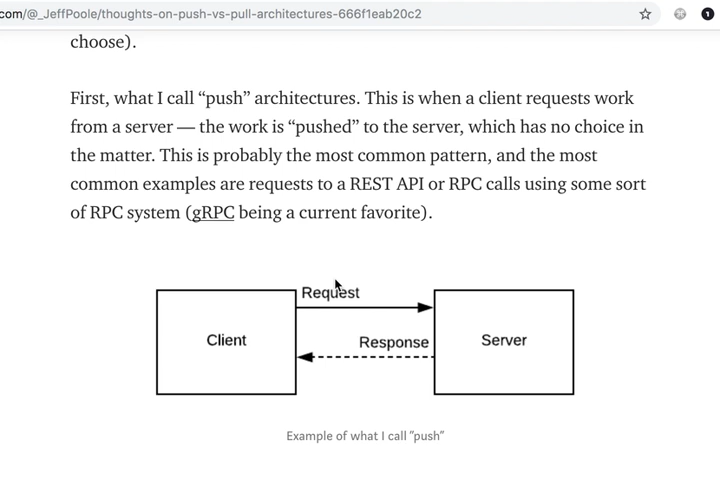 com/@_JeffPoole/thoughts-on-push-vs-pull-architectures-666f1eab20c2
choose).
First, what I call “push” architectures. This is when a client requests work
from a server — the work is “pushed” to the server, which has no choice in
the matter. This is probably the most common pattern, and the most
common examples are requests to a REST API or RPC calls using some sort
of RPC system (gRPC being a current favorite).
Request
Client
Response
Server
Example of what I call “push”